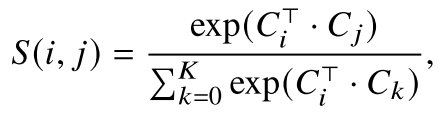 $S(i, j) = \frac{\exp(C_i^\top \cdot C_j)}{\sum_{k=0}^{K} \exp(C_i^\top \cdot C_k)},$